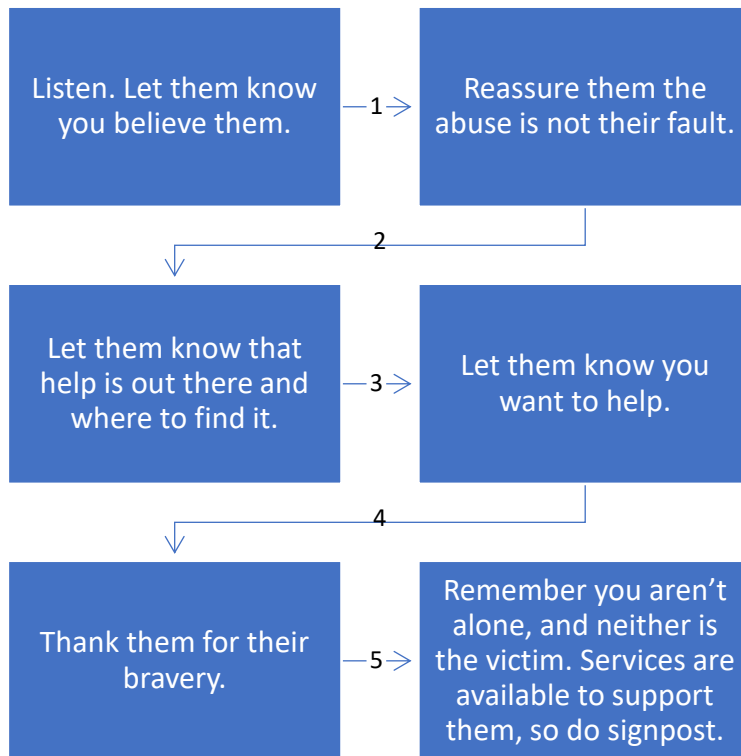 Listen. Let them know
you believe them.
1
Reassure them the
abuse is not their fault.
2
Let them know that
help is out there and
where to find it.
3
Let them know you
want to help.
4
Thank them for their
bravery.
5
Remember you aren’t
alone, and neither is
the victim. Services are
available to support
them, so do signpost.